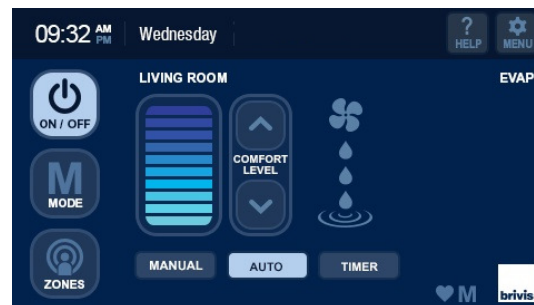 09:32 AM PM Wednesday
? HELP
MENU
LIVING ROOM
EVAP
ON / OFF
COMFORT
LEVEL
M
MODE
MANUAL
AUTO
TIMER
ZONES
M
brivis